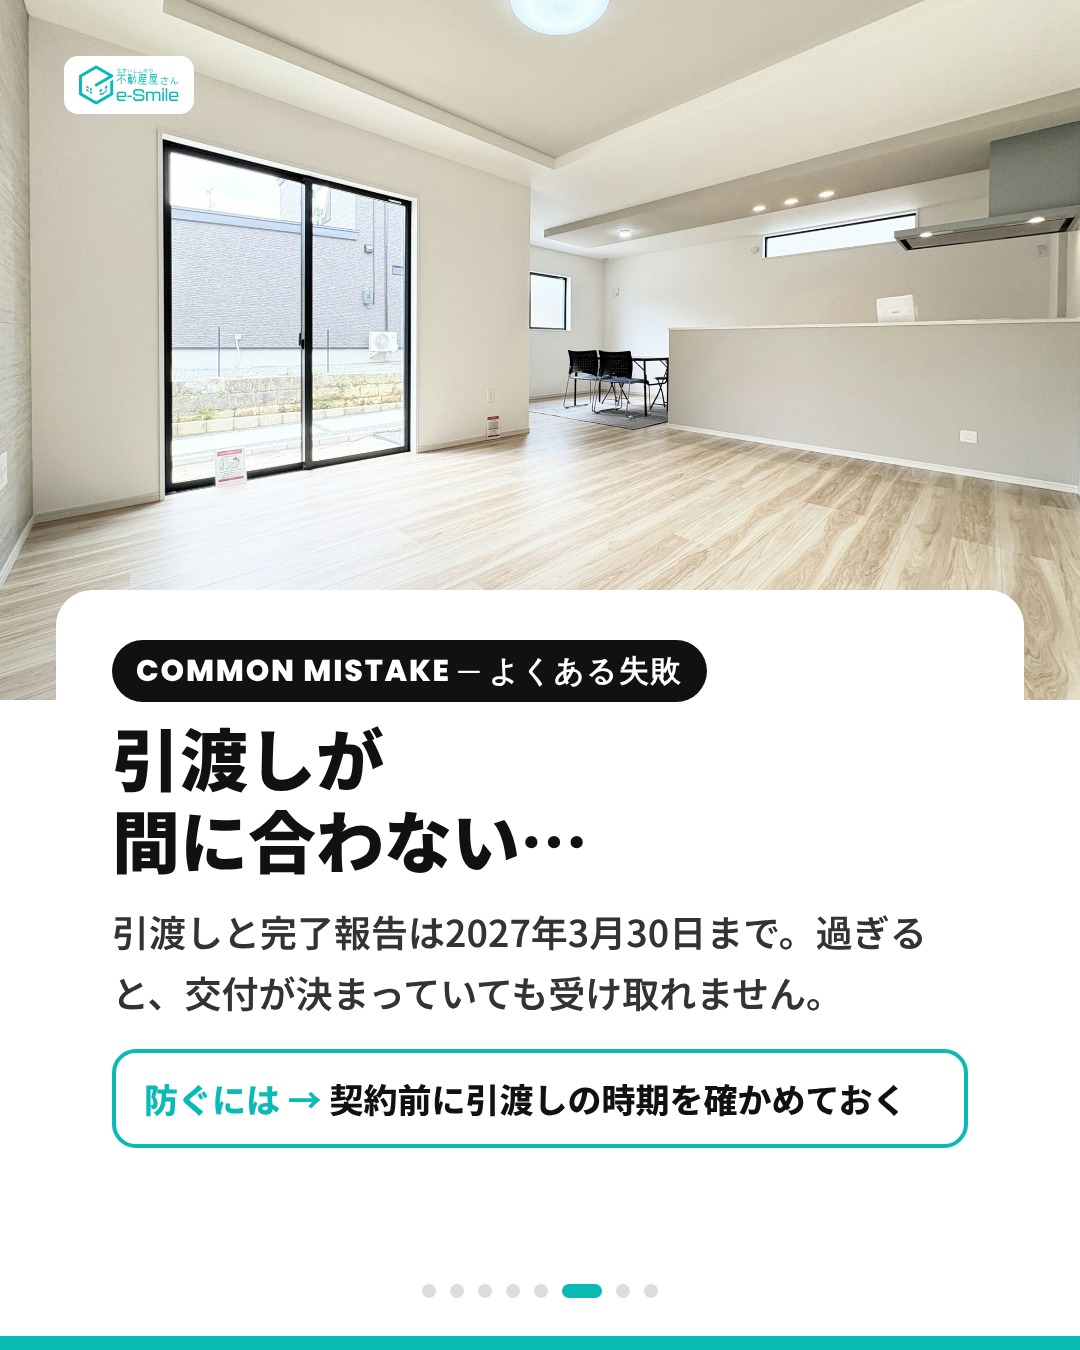 不動産屋さん
e-Smile
COMMON MISTAKE ─ よくある失敗
引渡しが
間に合わない…
引渡しと完了報告は2027年3月30日まで。過ぎる
と、交付が決まっていても受け取れません。
防ぐには → 契約前に引渡しの時期を確かめておく